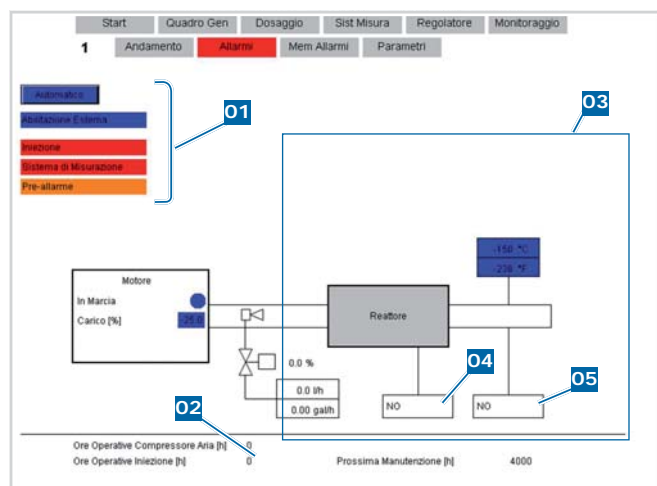 Start Quadro Gen Dosaggio Sist Misura Regolatore Monitoraggio
1 Andamento Allarmi Mem Allarmi Parametri
Automatico
Abilitazione Esterna
01
03
Iniezione
Sistema di Misurazione
Pre-allarme
-150 °C
-238 °F
Motore
In Marcia
Carico [%] -25.0
Reattore
0.0 %
04
05
0.0 l/h
0.00 gal/h
NO
NO
02
Ore Operative Compressore Aria [h] 0
Ore Operative Iniezione [h] 0 Prossima Manutenzione [h] 4000